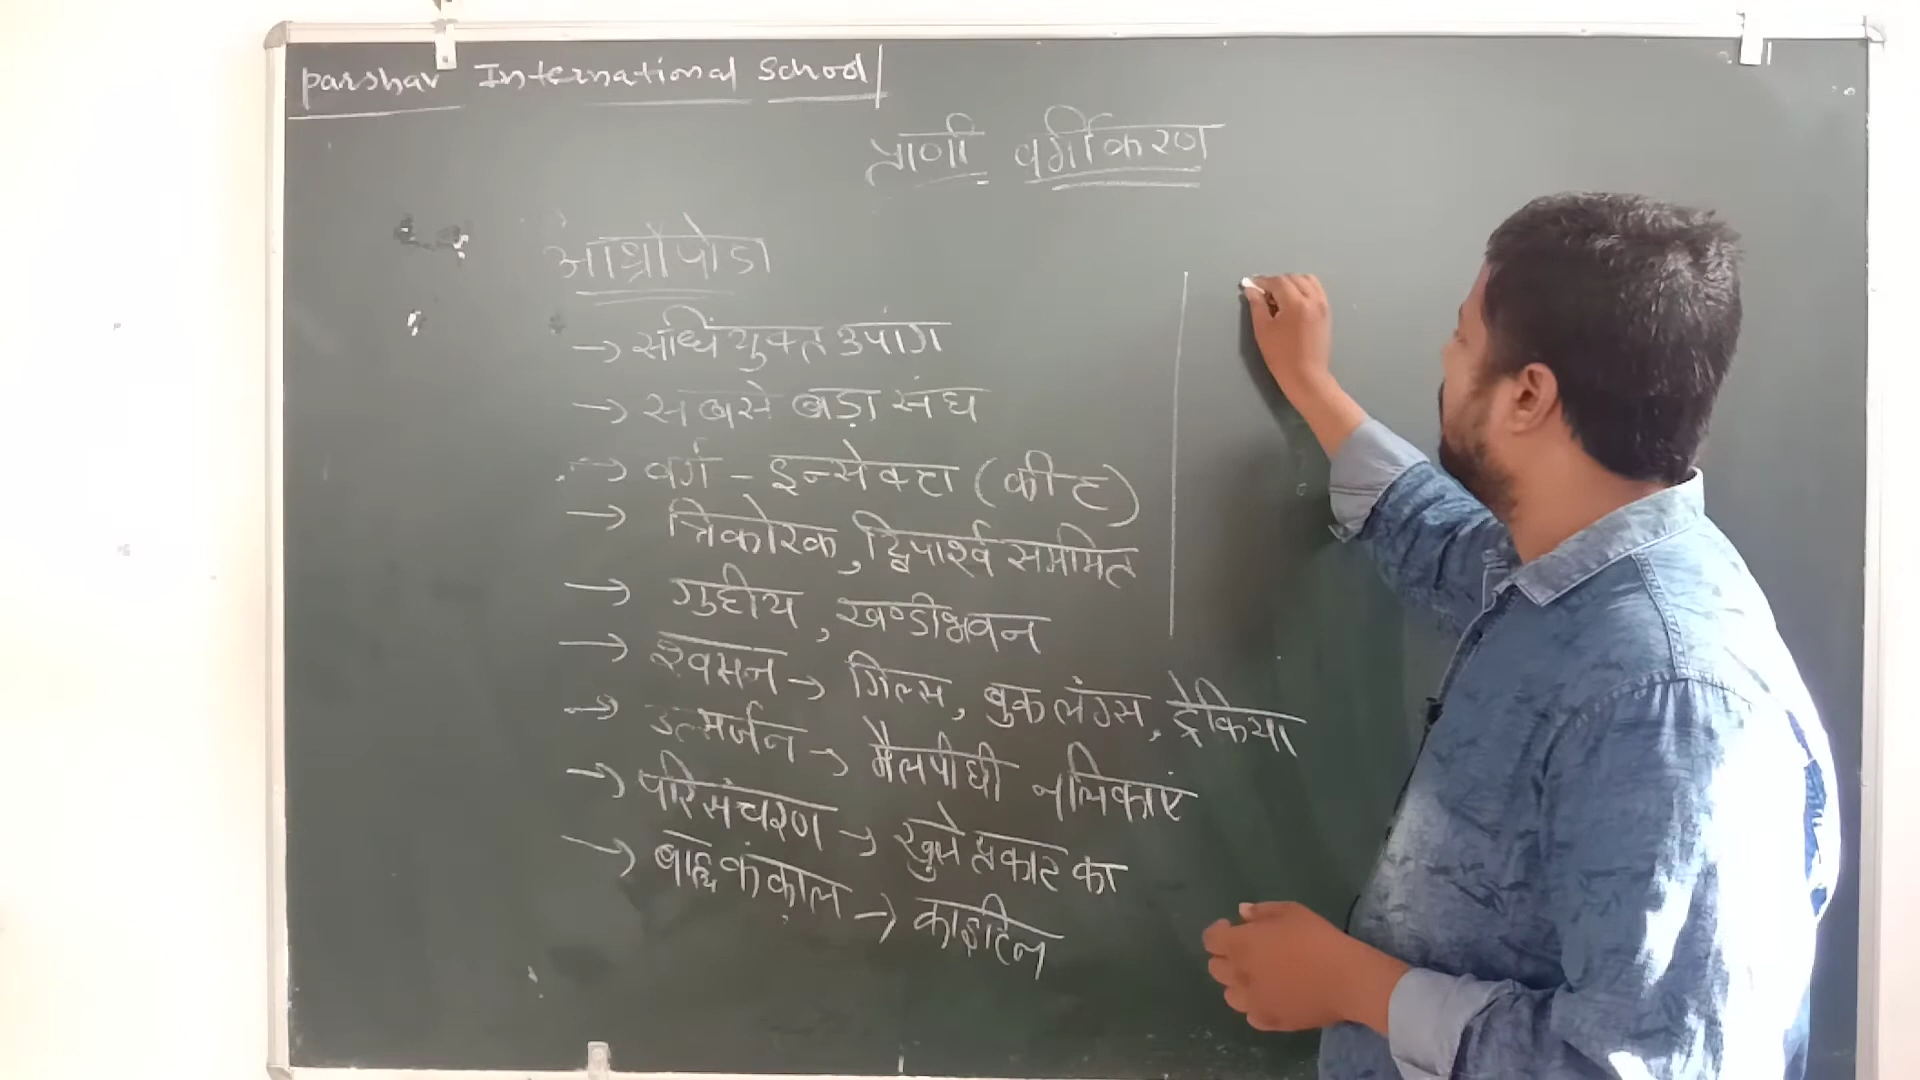 Parshav International School
प्राणी वर्गीकरण
आर्थ्रोपोडा
→ संधियुक्त उपांग
→ सबसे बड़ा संघ
→ वर्ग - इन्सेक्टा (कीट)
→ त्रिकोरक, द्विपार्श्व सममित
→ गुहीय, खण्डीभवन
→ श्वसन → गिल्स, बुक लंग्स, ट्रेकिया
→ उत्सर्जन → मैलपीघी नलिकाएं
→ परिसंचरण → खुले प्रकार का
→ बाह्य कंकाल → काइटिन